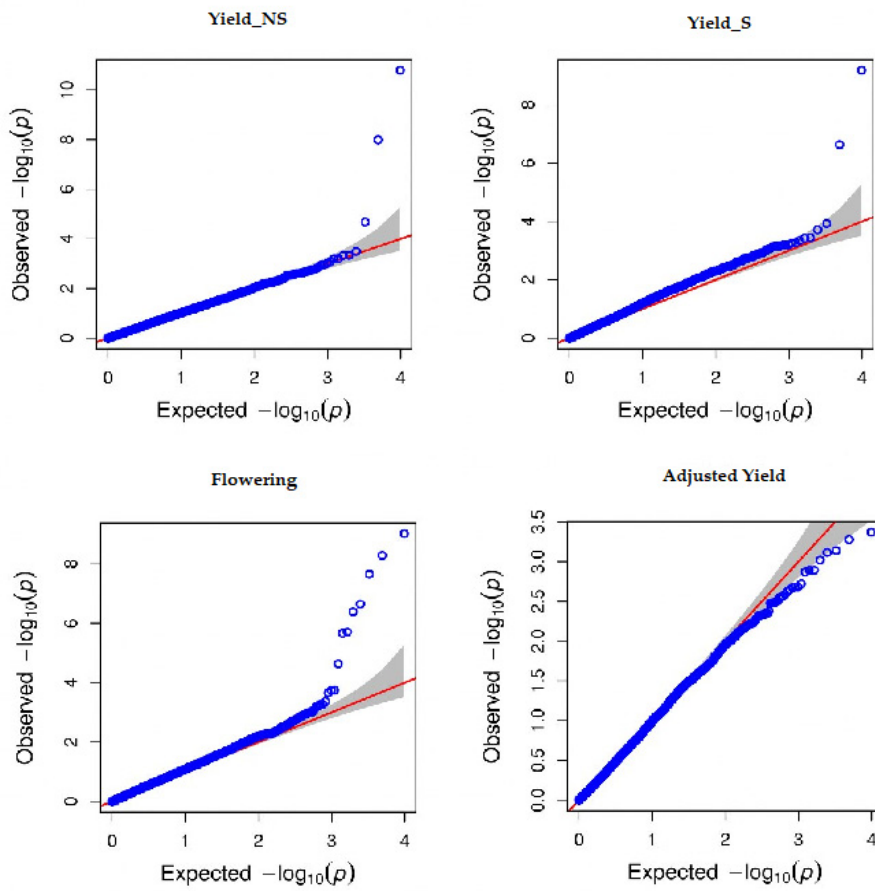 Yield_NS
Yield_S
Observed −log10(p)
0 2 4 6 8 10
0 1 2 3 4
Expected −log10(p)
Observed −log10(p)
0 2 4 6 8
0 1 2 3 4
Expected −log10(p)
Flowering
Adjusted Yield
Observed −log10(p)
0 2 4 6 8
0 1 2 3 4
Expected −log10(p)
Observed −log10(p)
0.0 0.5 1.0 1.5 2.0 2.5 3.0 3.5
0 1 2 3 4
Expected −log10(p)